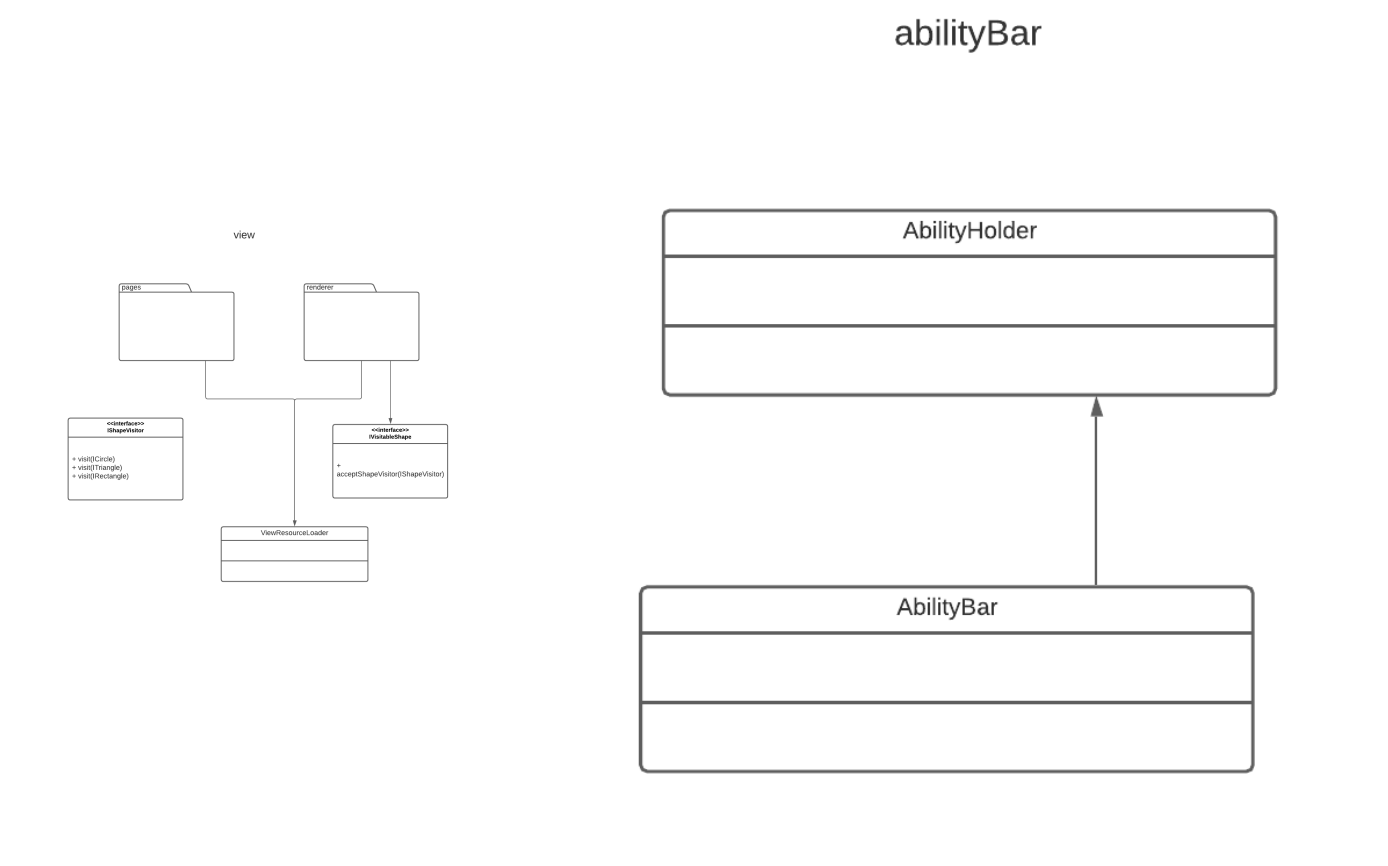 view
pages
renderer
<<interface>>
IShapeVisitor
+ visit(ICircle)
+ visit(ITriangle)
+ visit(IRectangle)
<<interface>>
IVisitableShape
+
acceptShapeVisitor(IShapeVisitor)
ViewResourceLoader
abilityBar
AbilityHolder
AbilityBar